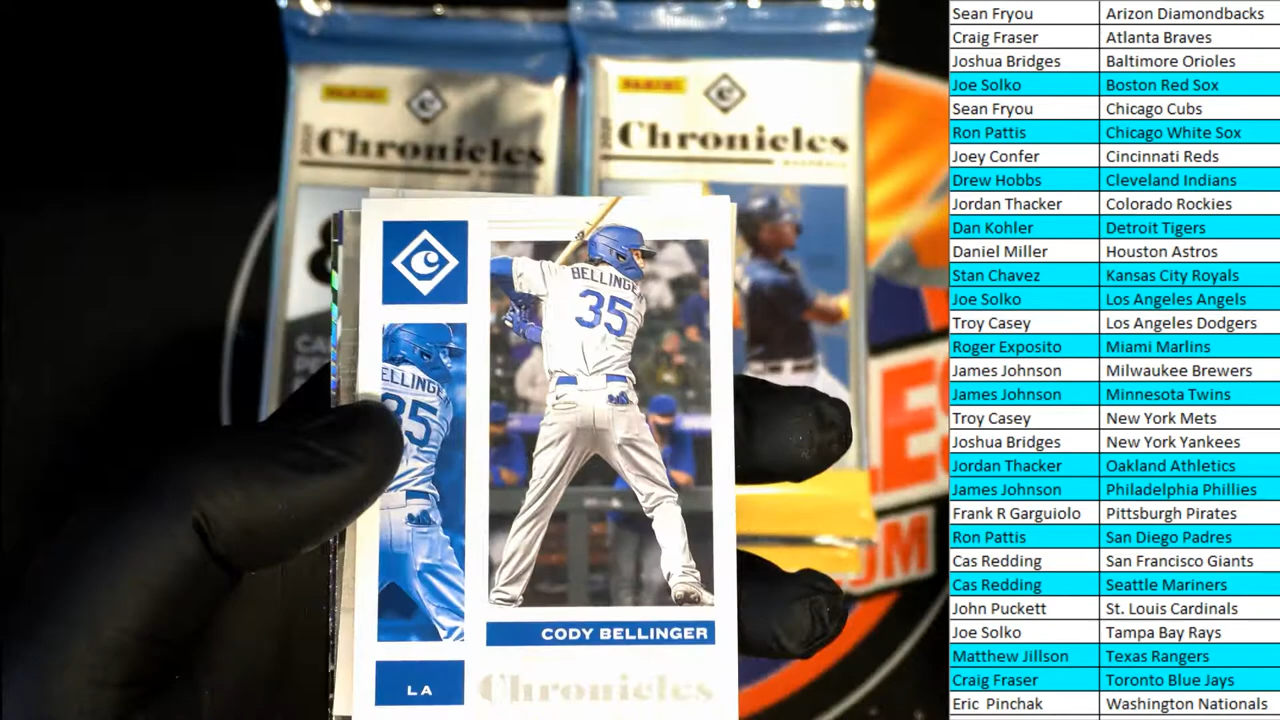 PANINI
C
Chronicles
PANINI
C
Chronicles
BASEBALL
C
BELLINGER
35
ELLINGE
35
CODY BELLINGER
LA
Chronicles
Sean Fryou Arizon Diamondbacks
Craig Fraser Atlanta Braves
Joshua Bridges Baltimore Orioles
Joe Solko Boston Red Sox
Sean Fryou Chicago Cubs
Ron Pattis Chicago White Sox
Joey Confer Cincinnati Reds
Drew Hobbs Cleveland Indians
Jordan Thacker Colorado Rockies
Dan Kohler Detroit Tigers
Daniel Miller Houston Astros
Stan Chavez Kansas City Royals
Joe Solko Los Angeles Angels
Troy Casey Los Angeles Dodgers
Roger Exposito Miami Marlins
James Johnson Milwaukee Brewers
James Johnson Minnesota Twins
Troy Casey New York Mets
Joshua Bridges New York Yankees
Jordan Thacker Oakland Athletics
James Johnson Philadelphia Phillies
Frank R Garguiolo Pittsburgh Pirates
Ron Pattis San Diego Padres
Cas Redding San Francisco Giants
Cas Redding Seattle Mariners
John Puckett St. Louis Cardinals
Joe Solko Tampa Bay Rays
Matthew Jillson Texas Rangers
Craig Fraser Toronto Blue Jays
Eric Pinchak Washington Nationals